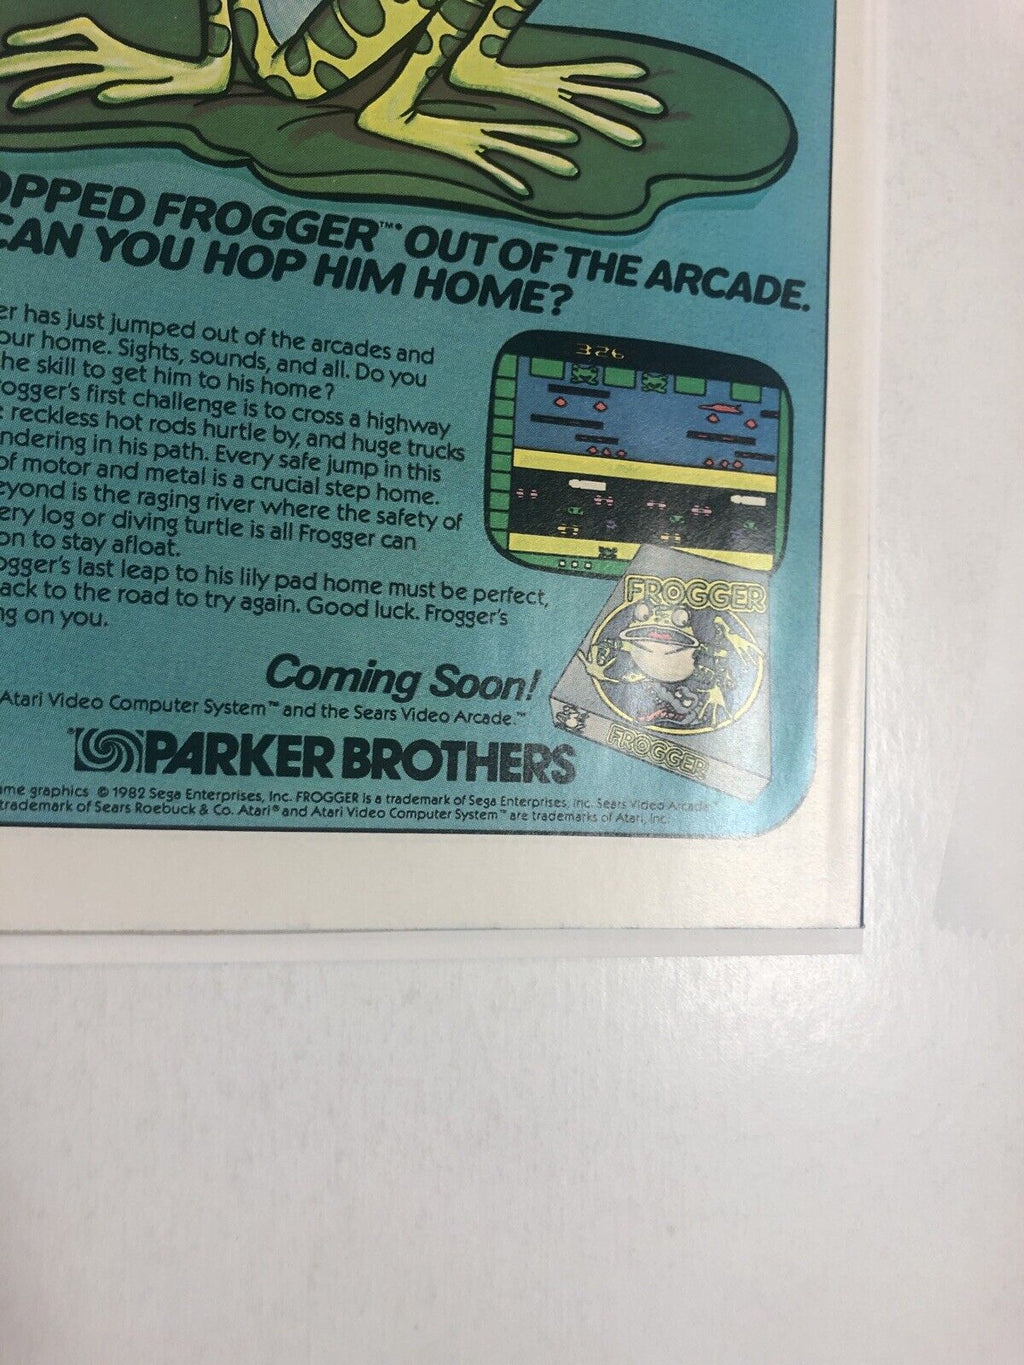 OPPED FROGGER™* OUT OF THE ARCADE.
CAN YOU HOP HIM HOME?
er has just jumped out of the arcades and
our home. Sights, sounds, and all. Do you
he skill to get him to his home?
ogger's first challenge is to cross a highway
e reckless hot rods hurtle by, and huge trucks
ndering in his path. Every safe jump in this
of motor and metal is a crucial step home.
eyond is the raging river where the safety of
ery log or diving turtle is all Frogger can
on to stay afloat.
ogger's last leap to his lily pad home must be perfect,
ack to the road to try again. Good luck. Frogger's
ng on you.
326
FROGGER
FROGGER
Coming Soon!
Atari Video Computer System™ and the Sears Video Arcade.™
PARKER BROTHERS
ame graphics © 1982 Sega Enterprises, Inc. FROGGER is a trademark of Sega Enterprises, Inc. Sears Video Arcade™
trademark of Sears Roebuck & Co. Atari® and Atari Video Computer System™ are trademarks of Atari, Inc.